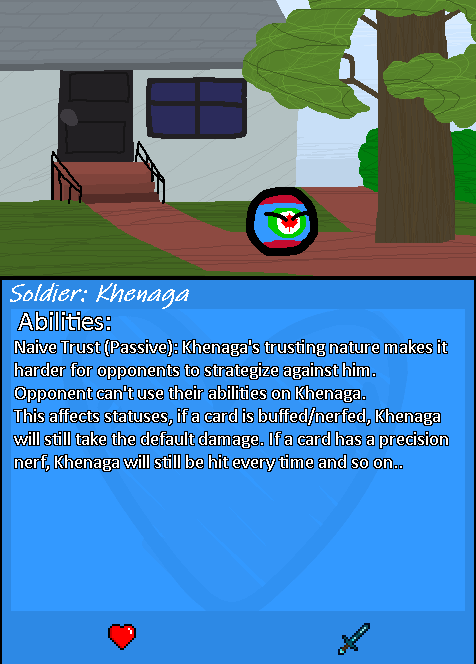 Soldier: Khenaga
Abilities:
Naive Trust (Passive): Khenaga's trusting nature makes it
harder for opponents to strategize against him.
Opponent can't use their abilities on Khenaga.
This affects statuses, if a card is buffed/nerfed, Khenaga
will still take the default damage. If a card has a precision
nerf, Khenaga will still be hit every time and so on..